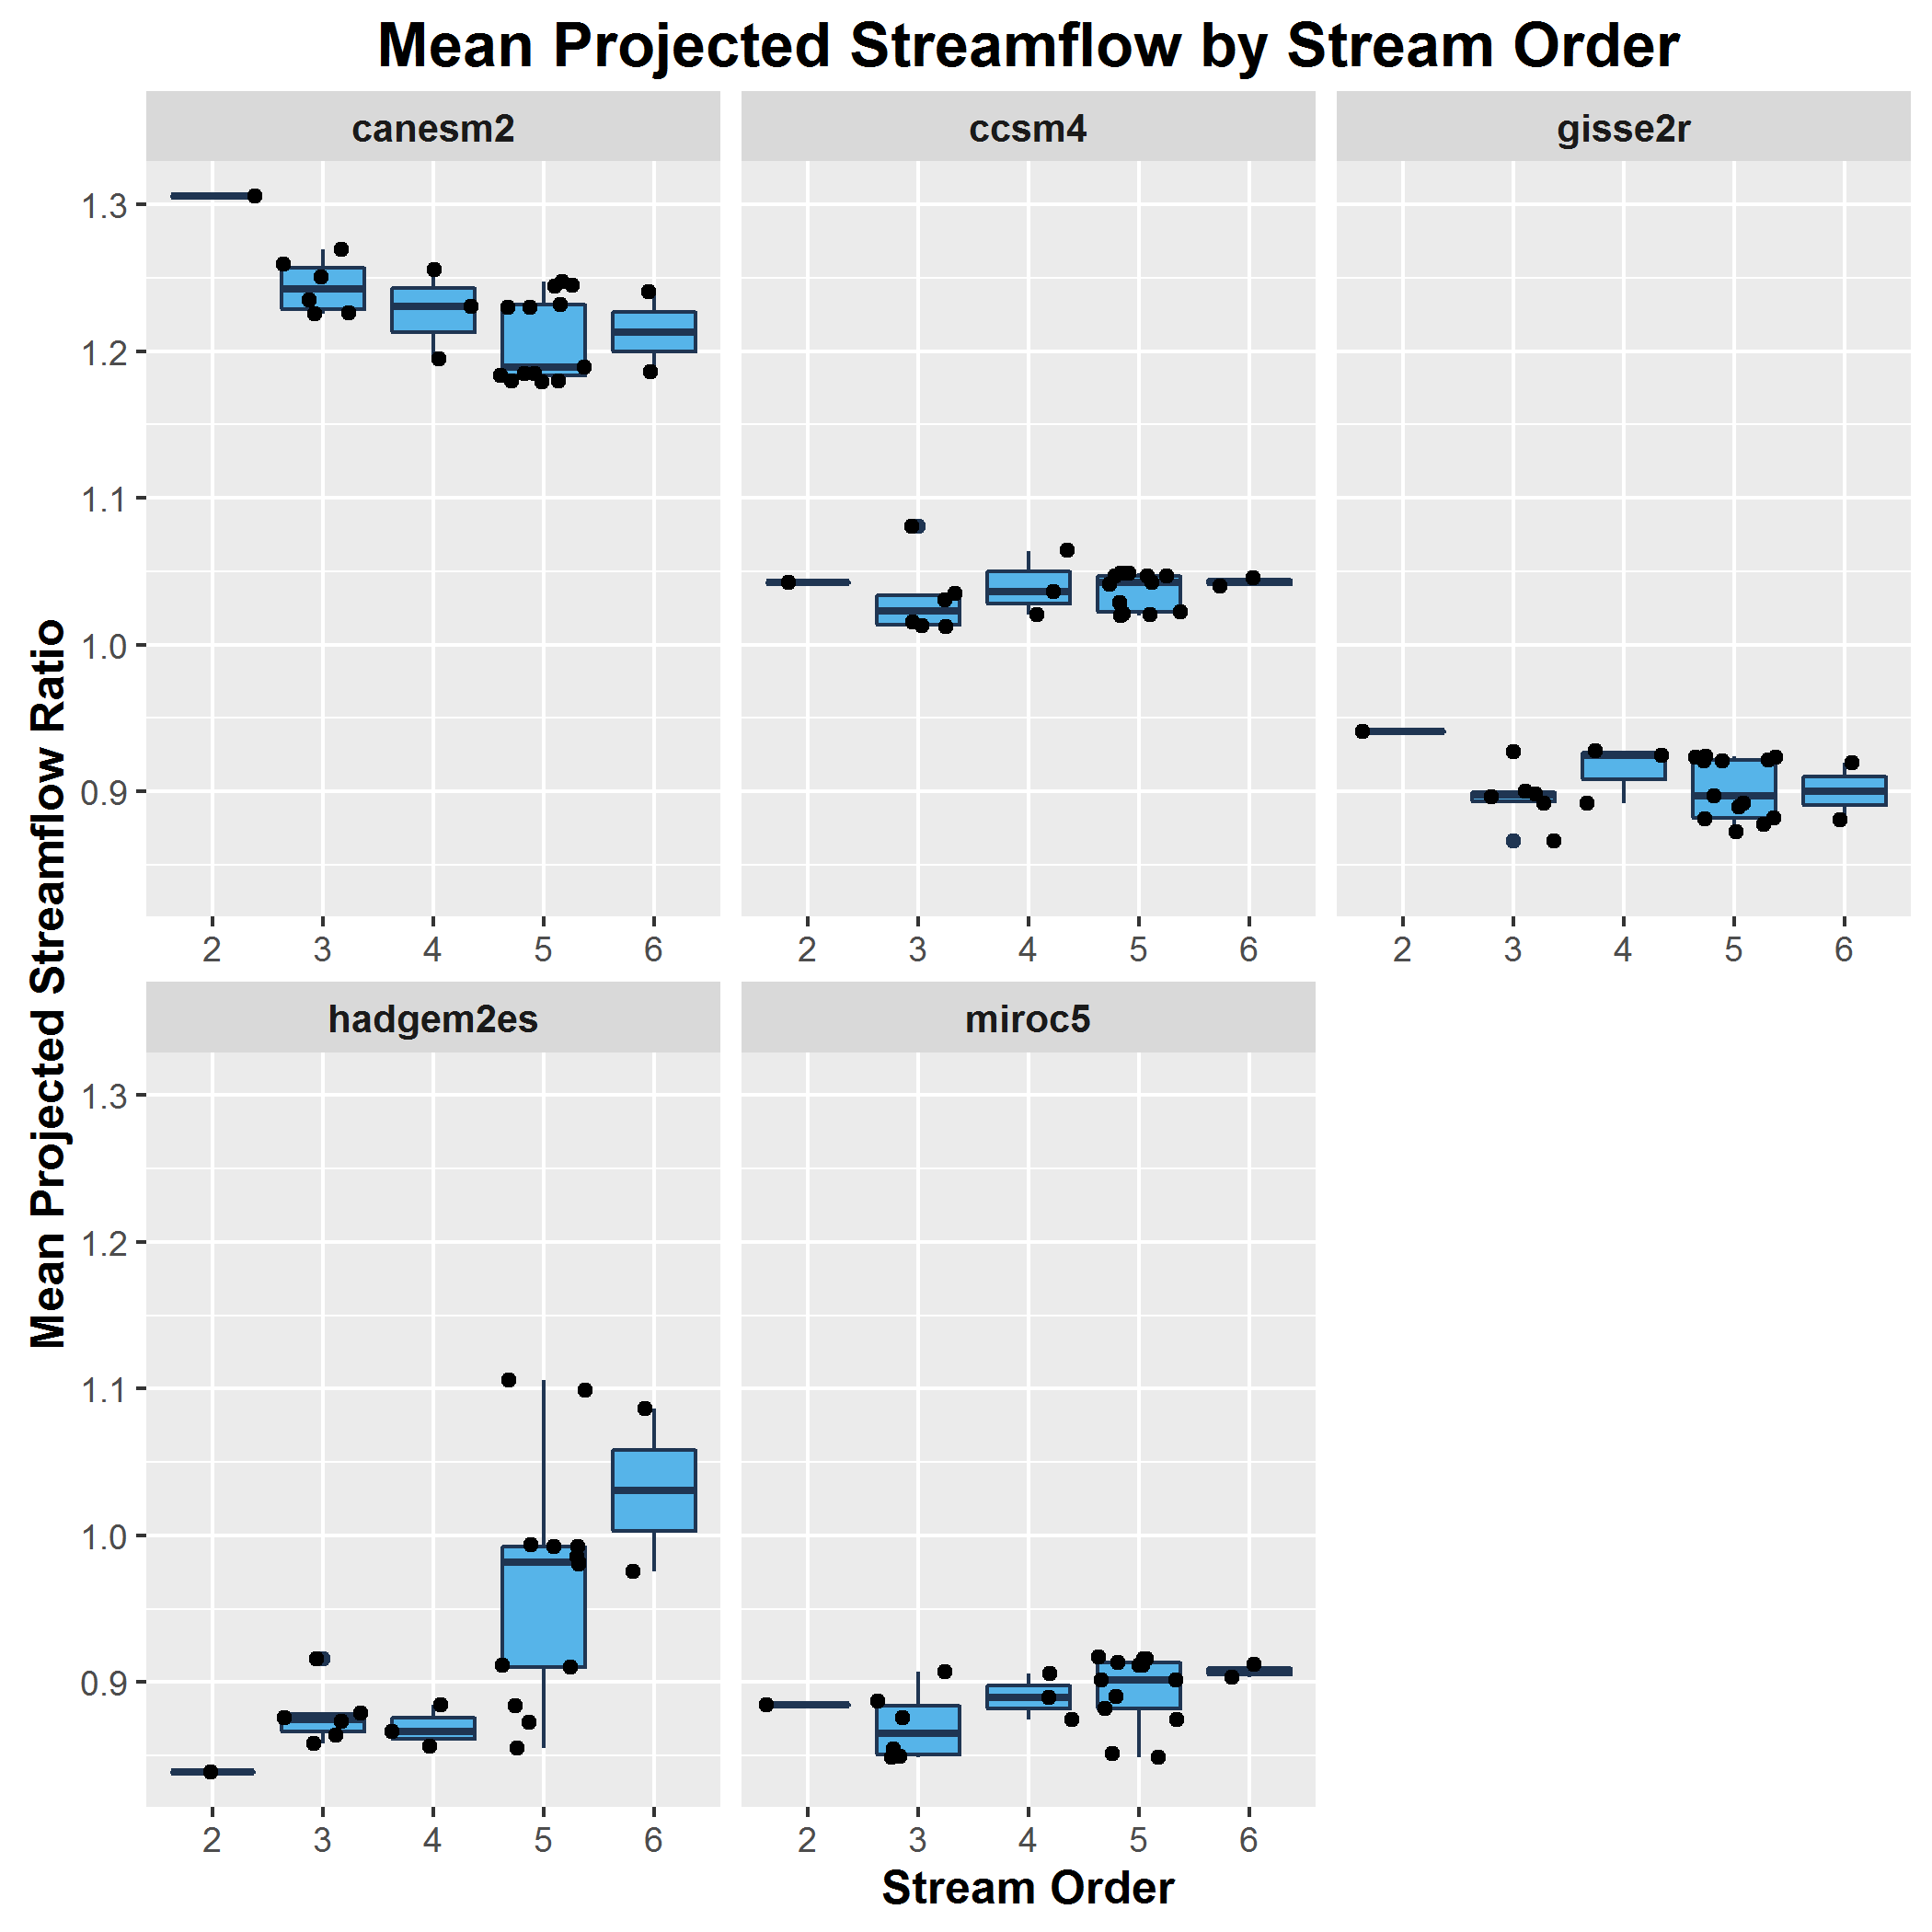 Mean Projected Streamflow by Stream Order
canesm2
ccsm4
gisse2r
1.3
1.2
1.1
1.0
0.9
2 3 4 5 6
2 3 4 5 6
2 3 4 5 6
Mean Projected Streamflow Ratio
hadgem2es
miroc5
1.3
1.2
1.1
1.0
0.9
2 3 4 5 6
2 3 4 5 6
Stream Order